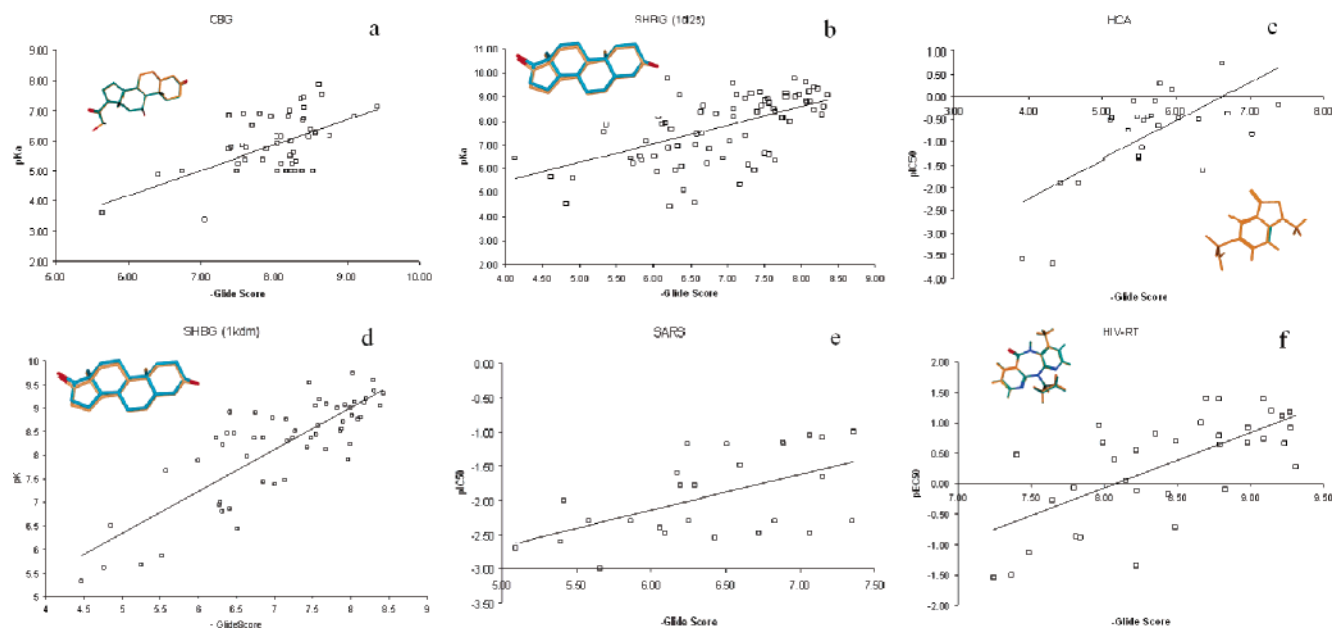 CBG
a
9.00
8.00
7.00
6.00
5.00
4.00
3.00
2.00
pKa
5.00 6.00 7.00 8.00 9.00 10.00
-Glide Score
SHBG (1d2s)
b
11.00
10.00
9.00
8.00
7.00
6.00
5.00
4.00
3.00
2.00
pKa
4.00 4.50 5.00 5.50 6.00 6.50 7.00 7.50 8.00 8.50 9.00
-Glide Score
HCA
c
1.00
0.50
0.00
-0.50
-1.00
-1.50
-2.00
-2.50
-3.00
-3.50
-4.00
pIC50
3.00 4.00 5.00 6.00 7.00 8.00
-Glide Score
SHBG (1kdm)
d
10
9.5
9
8.5
8
7.5
7
6.5
6
5.5
5
pK
4 4.5 5 5.5 6 6.5 7 7.5 8 8.5 9
- GlideScore
SARS
e
0.00
-0.50
-1.00
-1.50
-2.00
-2.50
-3.00
-3.50
pIC50
5.00 5.50 6.00 6.50 7.00 7.50
-Glide Score
HIV-RT
f
2.00
1.50
1.00
0.50
0.00
-0.50
-1.00
-1.50
-2.00
pEC50
7.00 7.50 8.00 8.50 9.00 9.50
-Glide Score